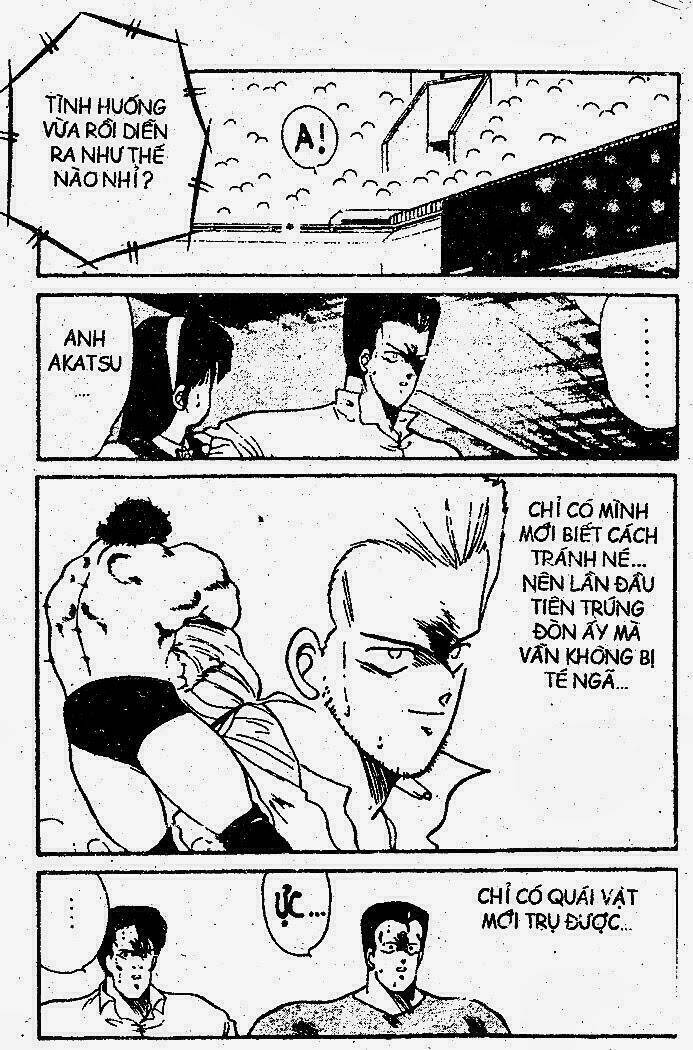 TÌNH HUỐNG
VỪA RỒI DIỄN
RA NHƯ THẾ
NÀO NHỈ?
A!
ANH
AKATSU
....
.......
CHỈ CÓ MÌNH
MỚI BIẾT CÁCH
TRÁNH NÉ...
NÊN LẦN ĐẦU
TIÊN TRÚNG
ĐÒN ẤY MÀ
VẪN KHÔNG BỊ
TÉ NGÃ...
....
ỰC...
CHỈ CÓ QUÁI VẬT
MỚI TRỤ ĐƯỢC...